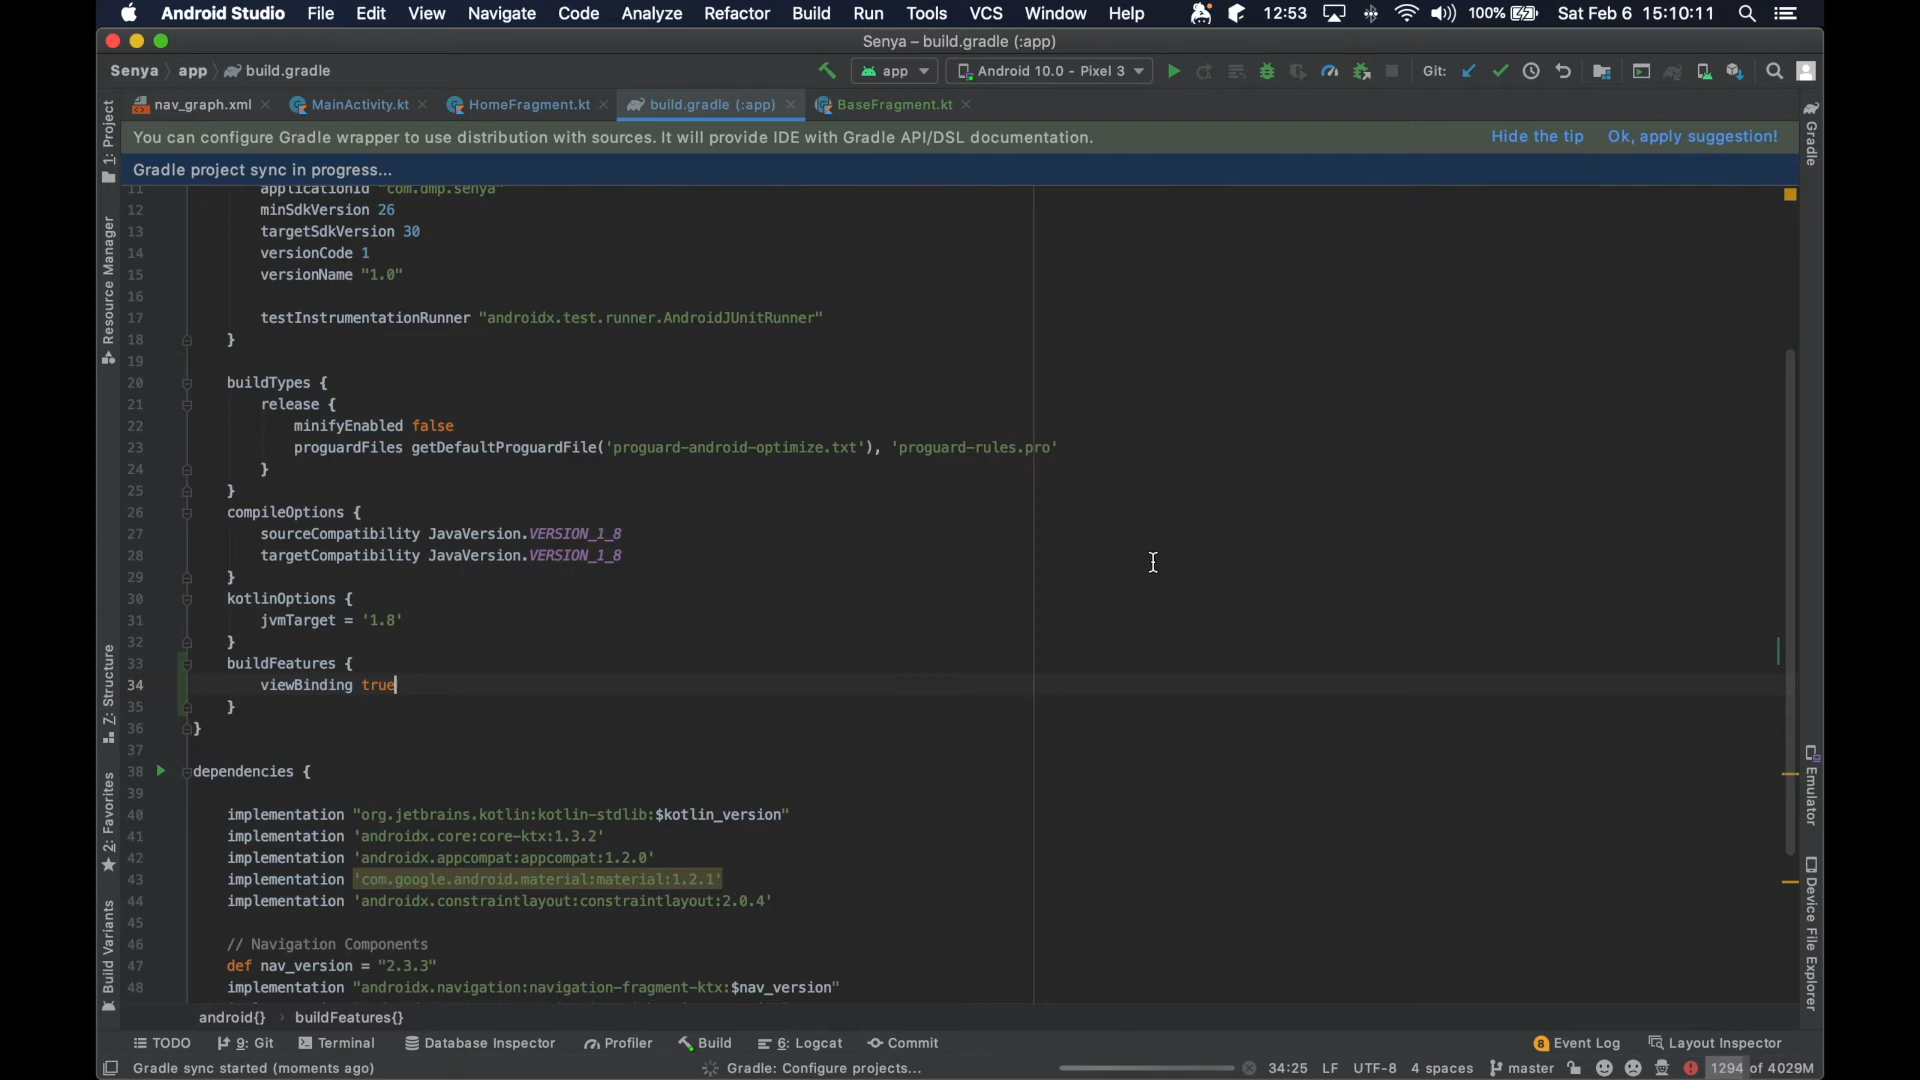 Android Studio File Edit View Navigate Code Analyze Refactor Build Run Tools VCS Window Help 12:53 100% Sat Feb 6 15:10:11
Senya – build.gradle (:app)
Senya app build.gradle app Android 10.0 - Pixel 3 Git:
nav_graph.xml MainActivity.kt HomeFragment.kt build.gradle (:app) BaseFragment.kt
You can configure Gradle wrapper to use distribution with sources. It will provide IDE with Gradle API/DSL documentation. Hide the tip Ok, apply suggestion!
Gradle project sync in progress...
11 applicationId "com.dmp.senya"
12 minSdkVersion 26
13 targetSdkVersion 30
14 versionCode 1
15 versionName "1.0"
16
17 testInstrumentationRunner "androidx.test.runner.AndroidJUnitRunner"
18 }
19
20 buildTypes {
21 release {
22 minifyEnabled false
23 proguardFiles getDefaultProguardFile('proguard-android-optimize.txt'), 'proguard-rules.pro'
24 }
25 }
26 compileOptions {
27 sourceCompatibility JavaVersion.VERSION_1_8
28 targetCompatibility JavaVersion.VERSION_1_8
29 }
30 kotlinOptions {
31 jvmTarget = '1.8'
32 }
33 buildFeatures {
34 viewBinding true
35 }
36 }
37
38 dependencies {
39
40 implementation "org.jetbrains.kotlin:kotlin-stdlib:$kotlin_version"
41 implementation 'androidx.core:core-ktx:1.3.2'
42 implementation 'androidx.appcompat:appcompat:1.2.0'
43 implementation 'com.google.android.material:material:1.2.1'
44 implementation 'androidx.constraintlayout:constraintlayout:2.0.4'
45
46 // Navigation Components
47 def nav_version = "2.3.3"
48 implementation "androidx.navigation:navigation-fragment-ktx:$nav_version"
android{} buildFeatures{}
1: Project
Resource Manager
Z: Structure
2: Favorites
Build Variants
Gradle
Emulator
Device File Explorer
TODO 9: Git Terminal Database Inspector Profiler Build 6: Logcat Commit 8 Event Log Layout Inspector
Gradle sync started (moments ago) Gradle: Configure projects... 34:25 LF UTF-8 4 spaces master 1294 of 4029M